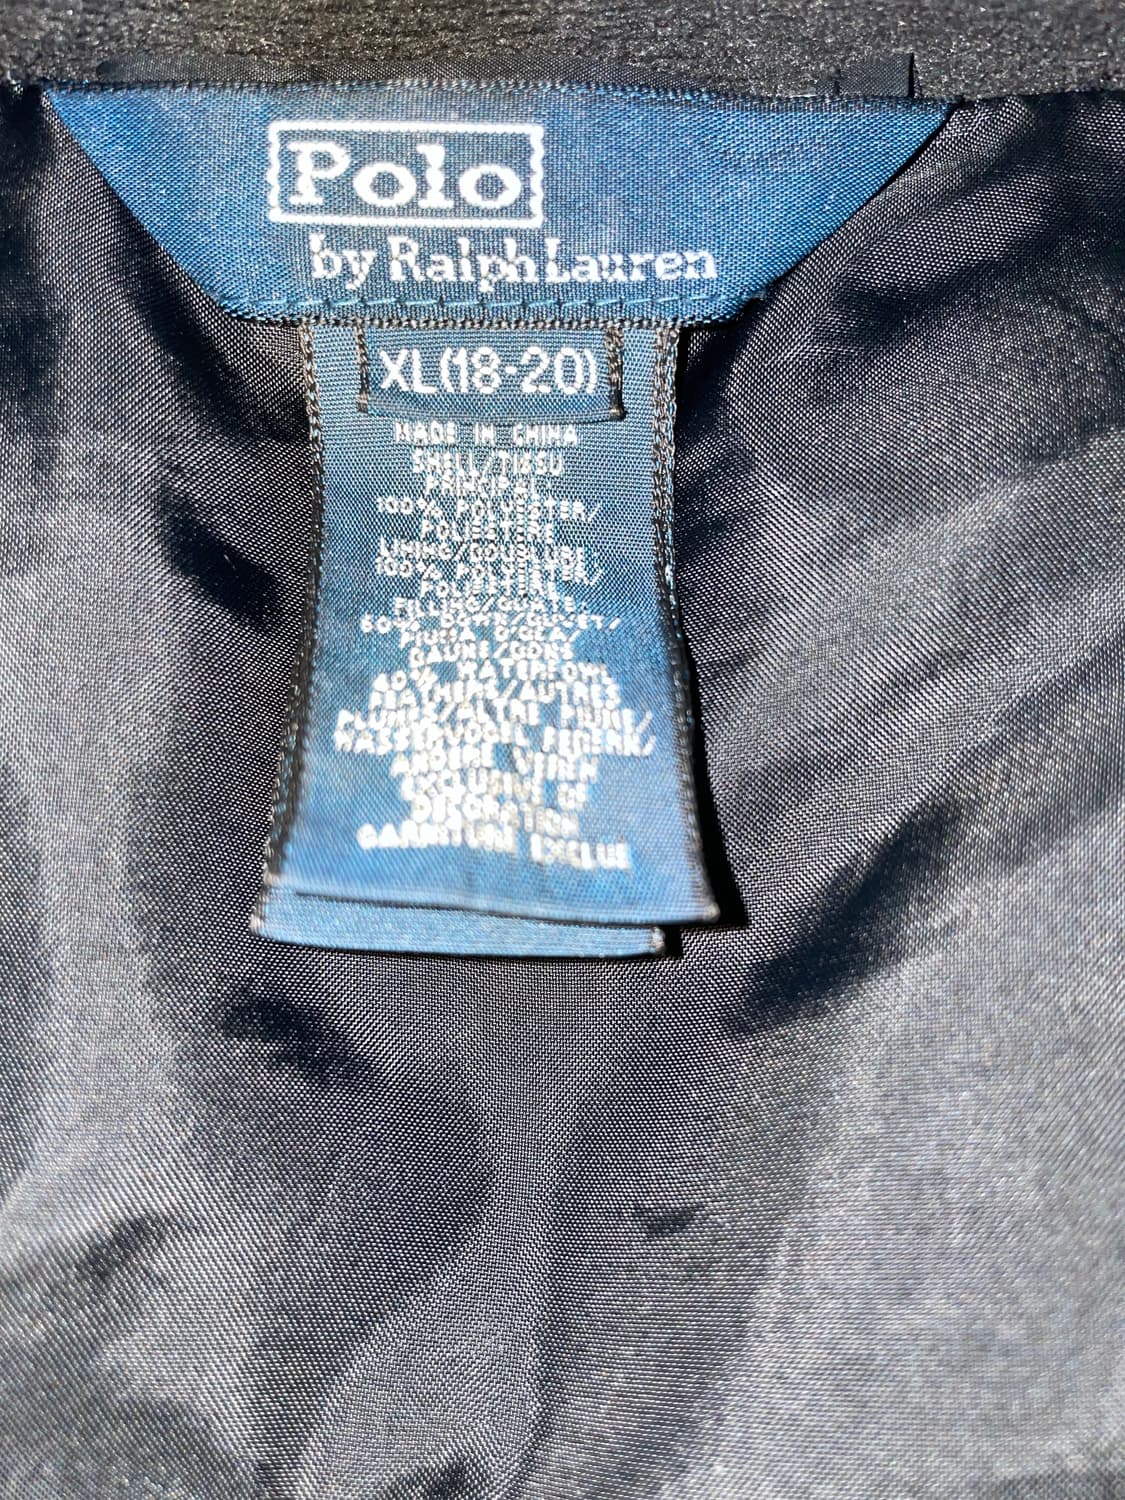 Polo
by Ralph Lauren
XL(18-20)
MADE IN CHINA
SHELL/TISSU
PRINCIPAL
100% POLYESTER/
POLIESTERE
LINING/DOUBLURE
100% POLYESTER/
FILLING/OUATE:
60% DOWN/DUVET/
PIUMA D'OCA/
DAUNE/DONS
40% WATERFOWL
FEATHERS/AUTRES
PLUMES/ALTRE PIUME/
WASSERVOGEL FEDERN/
ANDERE VEREN
EXCLUSIVE OF
DECORATION
GARNITURE EXCLUE